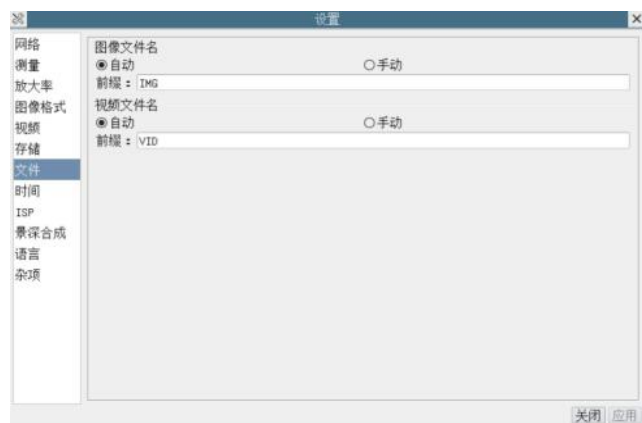 设置
网络
测量
放大率
图像格式
视频
存储
文件
时间
ISP
景深合成
语言
杂项
图像文件名
自动 手动
前缀： IMG
视频文件名
自动 手动
前缀： VID
关闭 应用